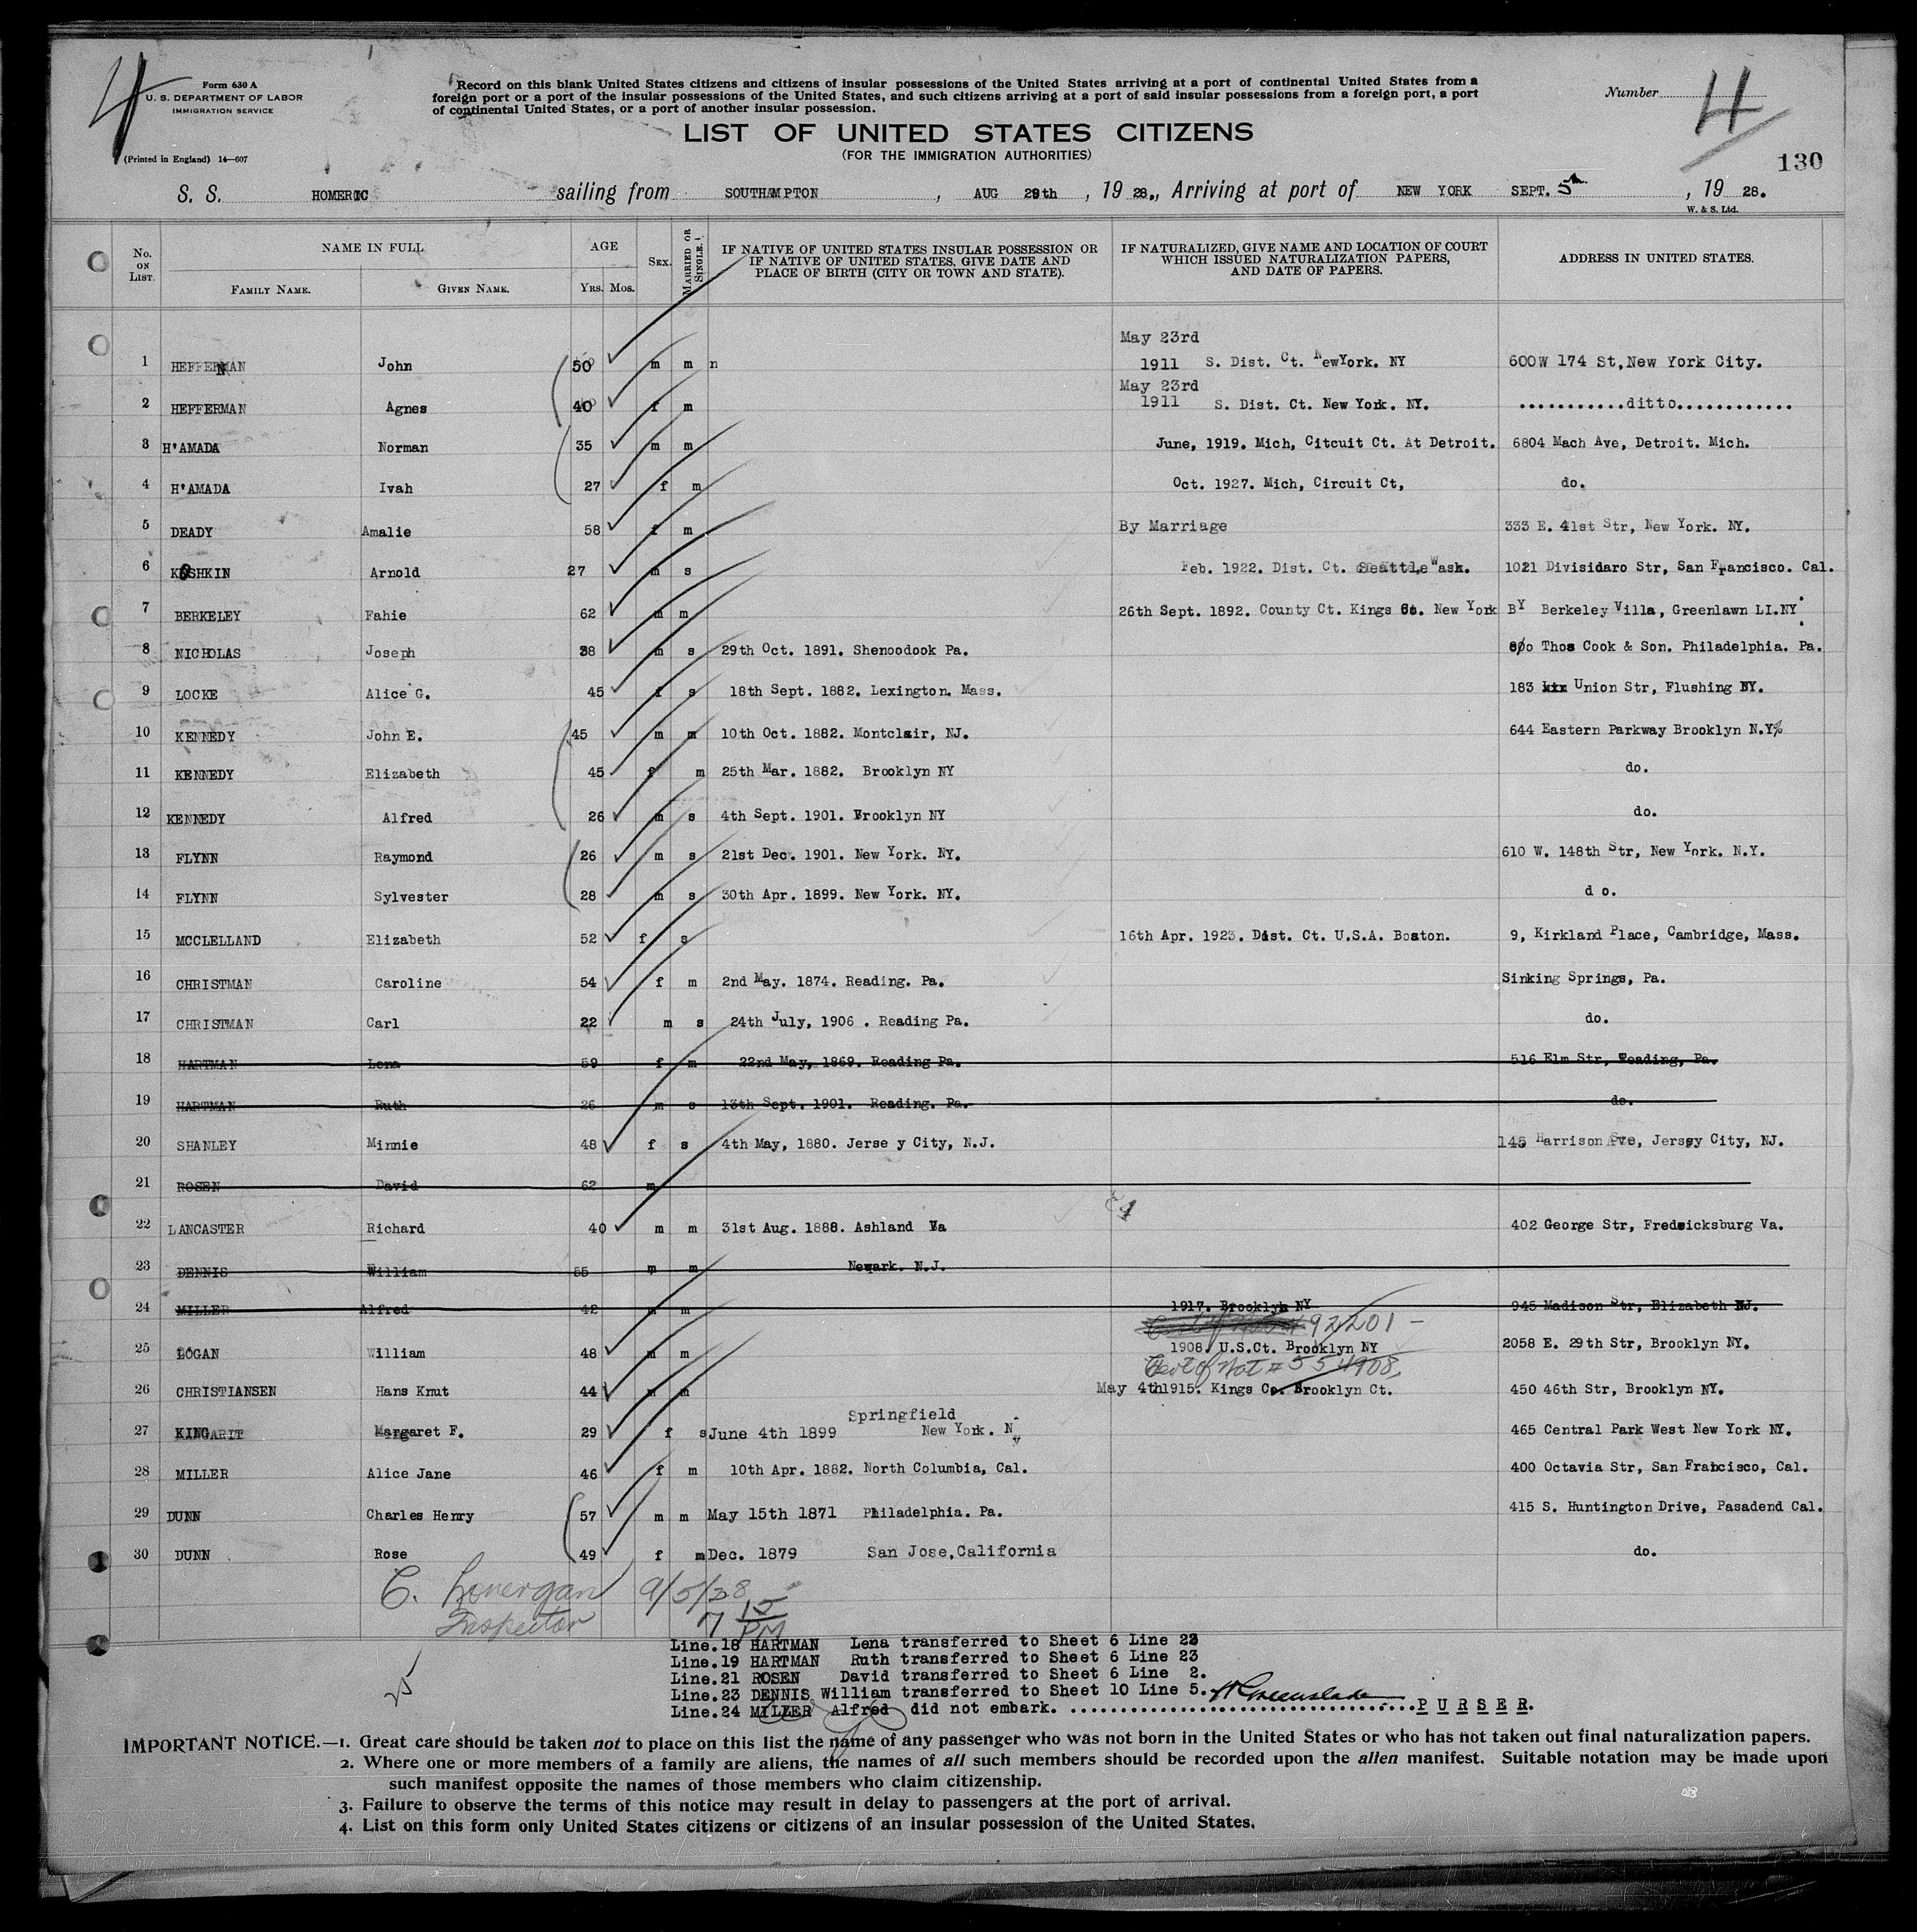 4
Form 630 A
U. S. DEPARTMENT OF LABOR
IMMIGRATION SERVICE
(Printed in England) 14—607
Record on this blank United States citizens and citizens of insular possessions of the United States arriving at a port of continental United States from a
foreign port or a port of the insular possessions of the United States, and such citizens arriving at a port of said insular possessions from a foreign port, a port
of continental United States, or a port of another insular possession.
LIST OF UNITED STATES CITIZENS
(FOR THE IMMIGRATION AUTHORITIES)
Number 4
130
S. S. HOMERIC sailing from SOUTHAMPTON, AUG 29th, 19 28., Arriving at port of NEW YORK SEPT. 5th, 19 28.
W. & S. Ltd.
No. ON LIST. NAME IN FULL FAMILY NAME. GIVEN NAME. AGE YRS. MOS. SEX. MARRIED OR SINGLE. IF NATIVE OF UNITED STATES INSULAR POSSESSION OR IF NATIVE OF UNITED STATES, GIVE DATE AND PLACE OF BIRTH (CITY OR TOWN AND STATE). IF NATURALIZED, GIVE NAME AND LOCATION OF COURT WHICH ISSUED NATURALIZATION PAPERS, AND DATE OF PAPERS. ADDRESS IN UNITED STATES.
1 HEFFERMAN John 50 m m n May 23rd 1911 S. Dist. Ct. NewYork. NY 600W 174 St, New York City.
2 HEFFERMAN Agnes 40 f m May 23rd 1911 S. Dist. Ct. New York. NY. ...........ditto............
3 H'AMADA Norman 35 m m June, 1919. Mich, Citcuit Ct. At Detroit. 6804 Mach Ave, Detroit. Mich.
4 H'AMADA Ivah 27 f m Oct. 1927. Mich, Circuit Ct, do.
5 DEADY Amalie 58 f m By Marriage 333 E. 41st Str, New York. NY.
6 KOSHKIN Arnold 27 m s Feb. 1922. Dist. Ct. Seattle Wash. 1021 Divisidaro Str, San Francisco. Cal.
7 BERKELEY Fahie 62 m m 26th Sept. 1892. County Ct. Kings Co. New York BY Berkeley Villa, Greenlawn LI.NY
8 NICHOLAS Joseph 38 m s 29th Oct. 1891. Shenoodook Pa. c/o Thos Cook & Son. Philadelphia. Pa.
9 LOCKE Alice G. 45 f s 18th Sept. 1882. Lexington. Mass. 183 Union Str, Flushing NY.
10 KENNEDY John E. 45 m m 10th Oct. 1882. Montclair, NJ. 644 Eastern Parkway Brooklyn N.Y%
11 KENNEDY Elizabeth 45 f m 25th Mar. 1882. Brooklyn NY do.
12 KENNEDY Alfred 26 m s 4th Sept. 1901. Brooklyn NY do.
13 FLYNN Raymond 26 m s 21st Dec. 1901. New York. NY. 610 W. 148th Str, New York. N.Y.
14 FLYNN Sylvester 28 m s 30th Apr. 1899. New York. NY. d o.
15 MCCLELLAND Elizabeth 52 f s 16th Apr. 1923. Dist. Ct. U.S.A. Boston. 9, Kirkland Place, Cambridge, Mass.
16 CHRISTMAN Caroline 54 f m 2nd May. 1874. Reading. Pa. Sinking Springs, Pa.
17 CHRISTMAN Carl 22 m s 24th July, 1906 . Reading Pa. do.
18 HARTMAN Lena 59 f m 22nd May, 1869. Reading Pa. 516 Elm Str, Reading, Pa.
19 HARTMAN Ruth 26 m s 13th Sept. 1901. Reading. Pa. do.
20 SHANLEY Minnie 48 f s 4th May, 1880. Jerse y City, N.J. 145 Harrison Ave, Jersey City, NJ.
21 ROSEN David 62 m
22 LANCASTER Richard 40 m m 31st Aug. 1888. Ashland Va 402 George Str, Fredsicksburg Va.
23 DENNIS William 55 m m Newark. N.J.
24 MILLER Alfred 42 m m 1917. Brooklyn NY 945 Madison Str, Elizabeth NJ.
92201 —
25 LOGAN William 48 m m 1908. U.S.Ct. Brooklyn NY 2058 E. 29th Str, Brooklyn NY.
Cert of Nat # 554908
26 CHRISTIANSEN Hans Knut 44 m m May 4th1915. Kings Co. Brooklyn Ct. 450 46th Str, Brooklyn NY.
27 KING Margaret F. 29 f s June 4th 1899 Springfield New York. N 465 Central Park West New York NY.
28 MILLER Alice Jane 46 f m 10th Apr. 1882. North Columbia, Cal. 400 Octavia Str, San Francisco, Cal.
29 DUNN Charles Henry 57 m m May 15th 1871 Philadelphia. Pa. 415 S. Huntington Drive, Pasadend Cal.
30 DUNN Rose 49 f m Dec. 1879 San Jose,California do.
C. Lonergan 9/5/28
Inspector 7 15 PM
Line.18 HARTMAN Lena transferred to Sheet 6 Line 22
Line.19 HARTMAN Ruth transferred to Sheet 6 Line 23
Line.21 ROSEN David transferred to Sheet 6 Line 2.
Line.23 DENNIS William transferred to Sheet 10 Line 5.
Line.24 MILLER Alfred did not embark. ........ P U R S E R.
25
IMPORTANT NOTICE.—1. Great care should be taken not to place on this list the name of any passenger who was not born in the United States or who has not taken out final naturalization papers.
2. Where one or more members of a family are aliens, the names of all such members should be recorded upon the alien manifest. Suitable notation may be made upon
such manifest opposite the names of those members who claim citizenship.
3. Failure to observe the terms of this notice may result in delay to passengers at the port of arrival.
4. List on this form only United States citizens or citizens of an insular possession of the United States.